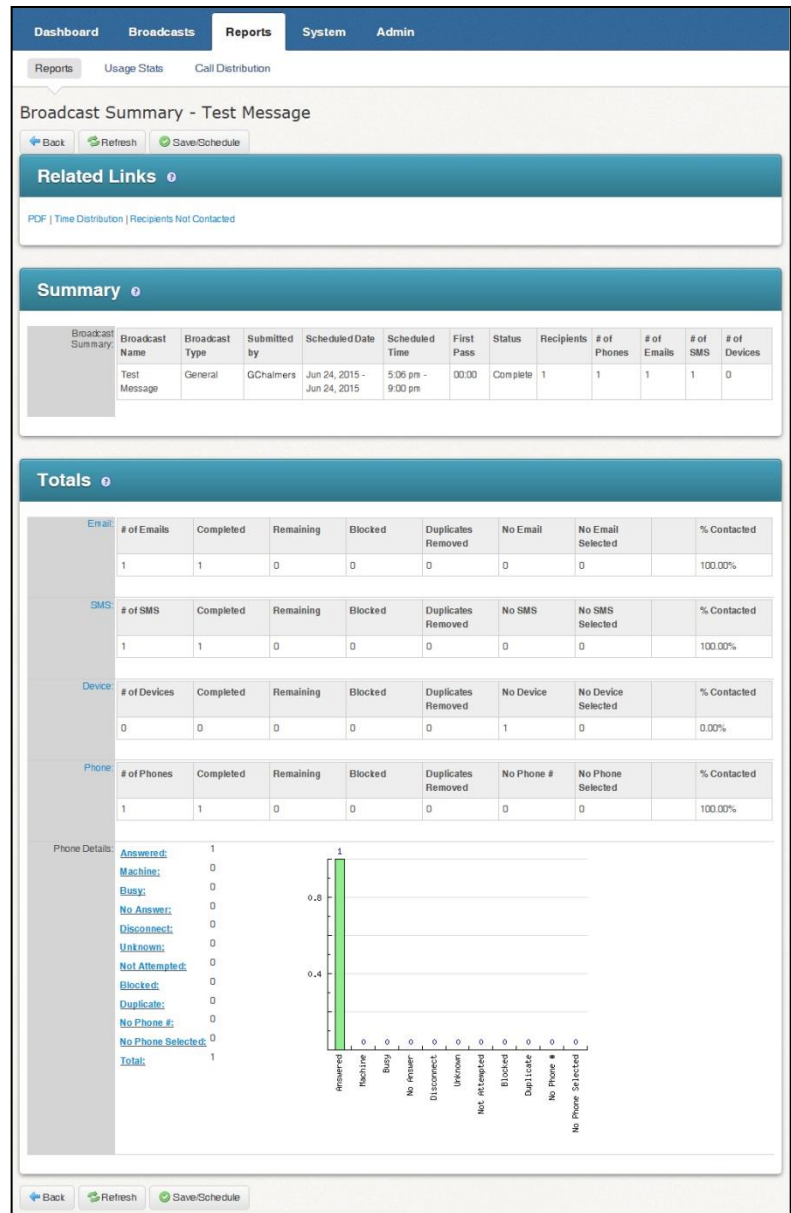 Dashboard Broadcasts Reports System Admin
Reports Usage Stats Call Distribution
Broadcast Summary - Test Message
Back Refresh Save/Schedule
Related Links
PDF | Time Distribution | Recipients Not Contacted
Summary
Broadcast Summary:
Broadcast Name Broadcast Type Submitted by Scheduled Date Scheduled Time First Pass Status Recipients # of Phones # of Emails # of SMS # of Devices
Test Message General GChalmers Jun 24, 2015 - Jun 24, 2015 5:06 pm - 9:00 pm 00:00 Complete 1 1 1 1 0
Totals
Email:
# of Emails Completed Remaining Blocked Duplicates Removed No Email No Email Selected % Contacted
1 1 0 0 0 0 0 100.00%
SMS:
# of SMS Completed Remaining Blocked Duplicates Removed No SMS No SMS Selected % Contacted
1 1 0 0 0 0 0 100.00%
Device:
# of Devices Completed Remaining Blocked Duplicates Removed No Device No Device Selected % Contacted
0 0 0 0 0 1 0 0.00%
Phone:
# of Phones Completed Remaining Blocked Duplicates Removed No Phone # No Phone Selected % Contacted
1 1 0 0 0 0 0 100.00%
Phone Details:
Answered: 1
Machine: 0
Busy: 0
No Answer: 0
Disconnect: 0
Unknown: 0
Not Attempted: 0
Blocked: 0
Duplicate: 0
No Phone #: 0
No Phone Selected: 0
Total: 1
1
0.8
0.4
0 0 0 0 0 0 0 0 0 0
Answered
Machine
Busy
No Answer
Disconnect
Unknown
Not Attempted
Blocked
Duplicate
No Phone #
No Phone Selected
Back Refresh Save/Schedule